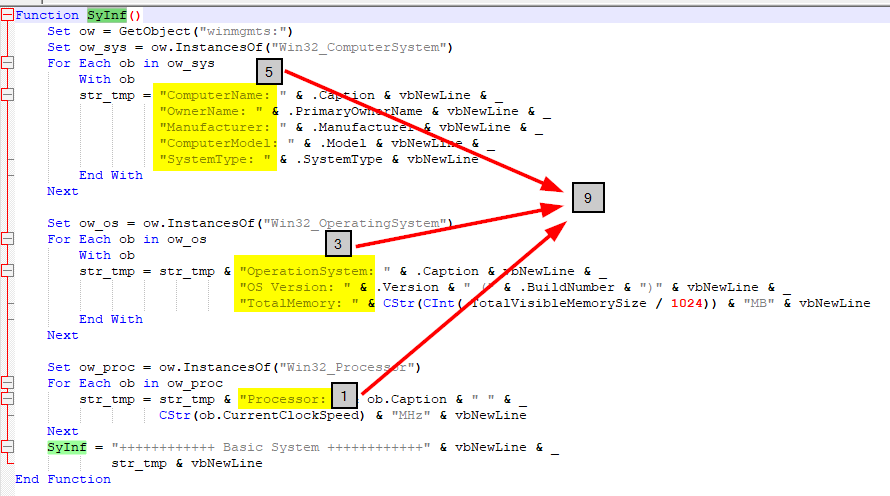 Function SyInf()
Set ow = GetObject("winmgmts:")
Set ow_sys = ow.InstancesOf("Win32_ComputerSystem")
For Each ob in ow_sys
With ob
5
str_tmp = "ComputerName: " & .Caption & vbNewLine & _
"OwnerName: " & .PrimaryOwnerName & vbNewLine & _
"Manufacturer: " & .Manufacturer & vbNewLine & _
"ComputerModel: " & .Model & vbNewLine & _
"SystemType: " & .SystemType & vbNewLine
End With
Next
9
Set ow_os = ow.InstancesOf("Win32_OperatingSystem")
For Each ob in ow_os
3
With ob
str_tmp = str_tmp & "OperationSystem: " & .Caption & vbNewLine & _
"OS Version: " & .Version & " (" & .BuildNumber & ")" & vbNewLine & _
"TotalMemory: " & CStr(CInt(.TotalVisibleMemorySize / 1024)) & "MB" & vbNewLine
End With
Next
Set ow_proc = ow.InstancesOf("Win32_Processor")
For Each ob in ow_proc
str_tmp = str_tmp & "Processor: 1 ob.Caption & " " & _
CStr(ob.CurrentClockSpeed) & "MHz" & vbNewLine
Next
SyInf = "++++++++++++ Basic System ++++++++++++" & vbNewLine & _
str_tmp & vbNewLine
End Function